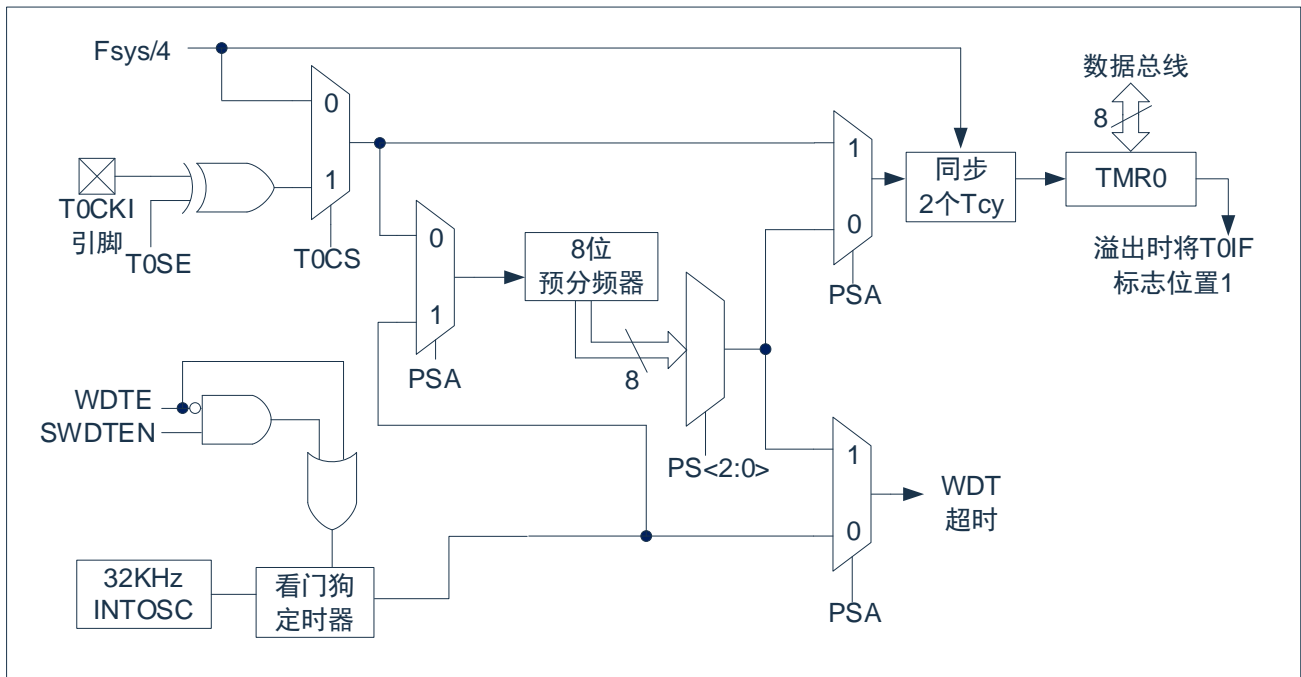 Fsys/4
数据总线
8
0
1
T0CKI
引脚
T0SE
T0CS
1
0
PSA
同步
2个Tcy
TMR0
溢出时将T0IF
标志位置1
0
1
PSA
8位
预分频器
8
PS<2:0>
WDTE
SWDTEN
1
0
PSA
WDT
超时
32KHz
INTOSC
看门狗
定时器